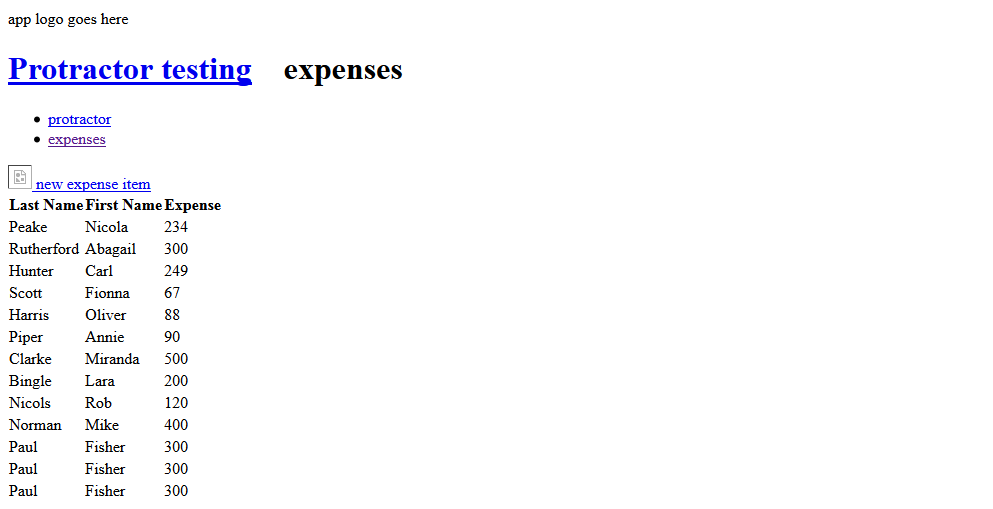 app logo goes here
Protractor testing expenses
protractor
expenses
new expense item
Last Name First Name Expense
Peake Nicola 234
Rutherford Abagail 300
Hunter Carl 249
Scott Fionna 67
Harris Oliver 88
Piper Annie 90
Clarke Miranda 500
Bingle Lara 200
Nicols Rob 120
Norman Mike 400
Paul Fisher 300
Paul Fisher 300
Paul Fisher 300